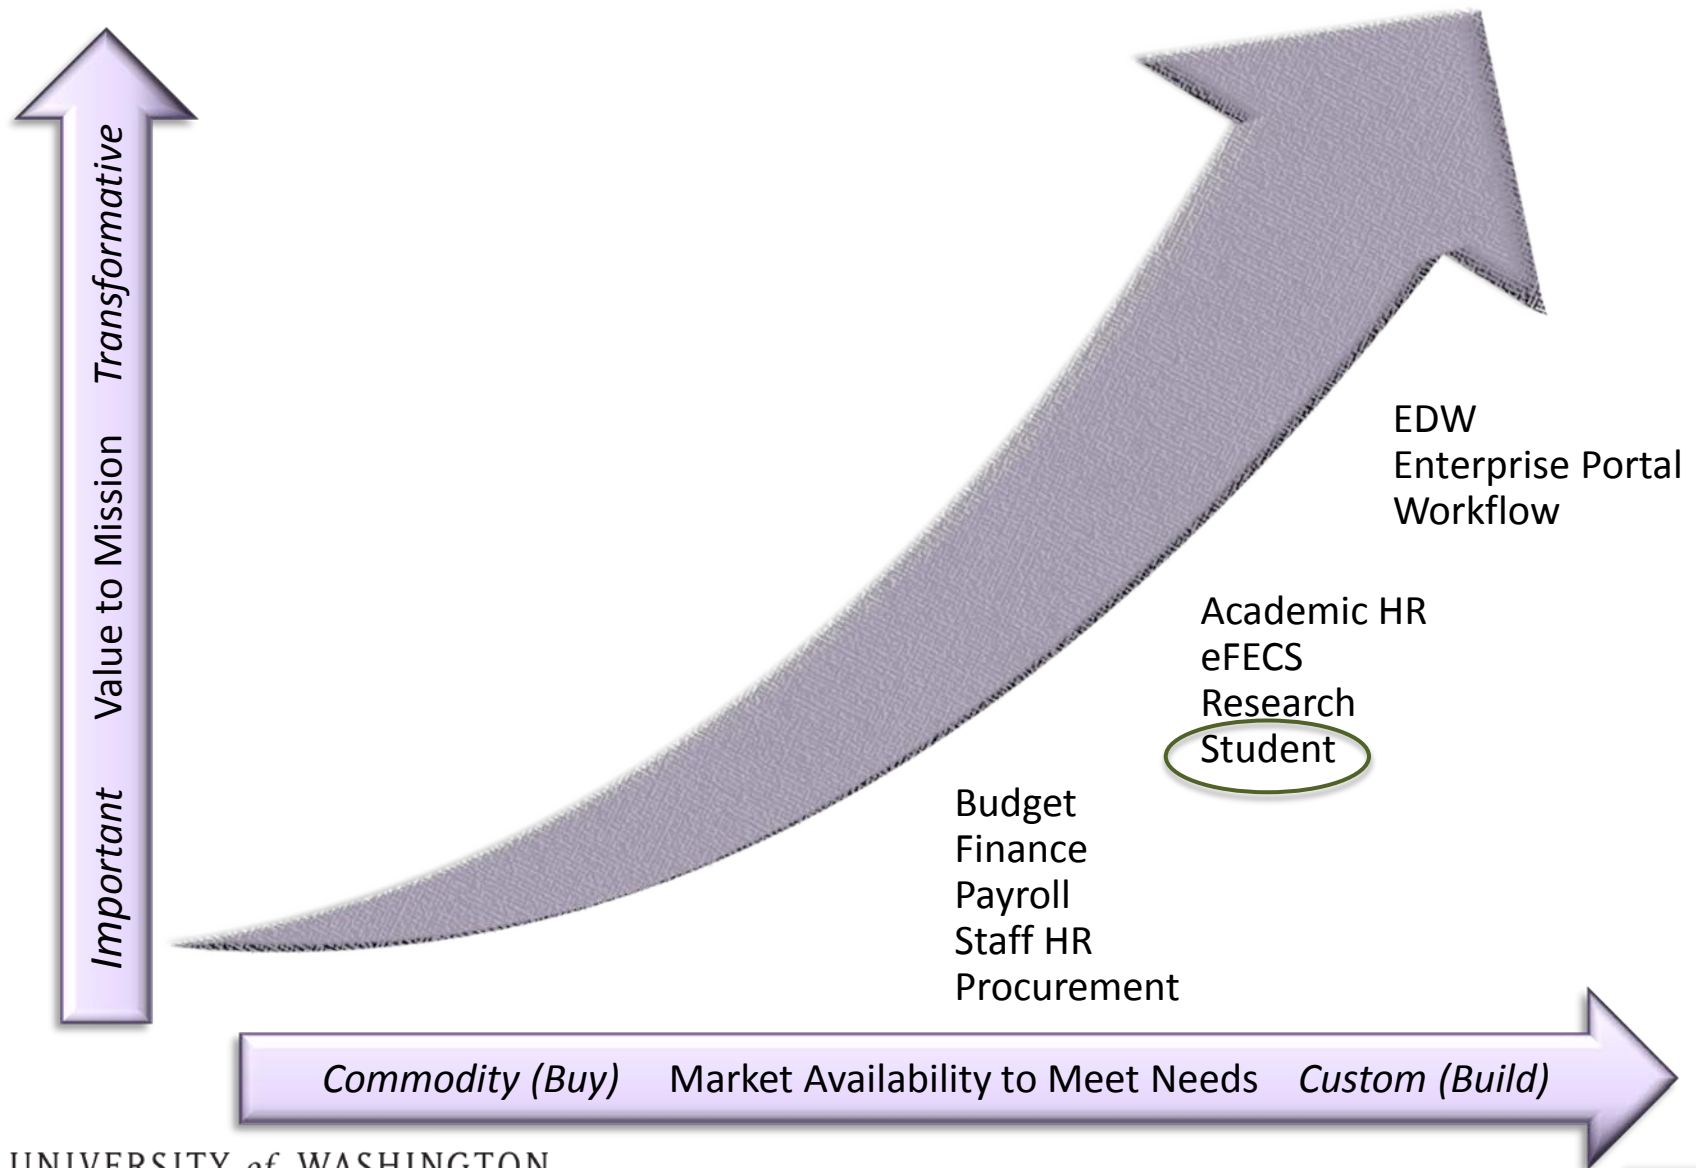 Important Value to Mission Transformative
EDW
Enterprise Portal
Workflow
Academic HR
eFECS
Research
Student
Budget
Finance
Payroll
Staff HR
Procurement
Commodity (Buy) Market Availability to Meet Needs Custom (Build)
UNIVERSITY of WASHINGTON